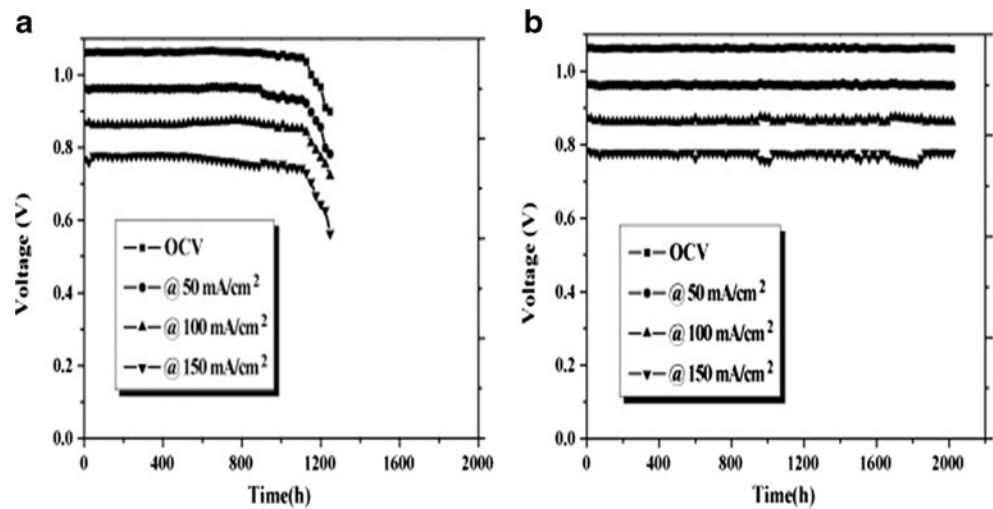 a
Voltage (V)
1.0
0.8
0.6
0.4
0.2
0.0
OCV
@ 50 mA/cm²
@ 100 mA/cm²
@ 150 mA/cm²
0 400 800 1200 1600 2000
Time(h)
b
Voltage (V)
1.0
0.8
0.6
0.4
0.2
0.0
OCV
@ 50 mA/cm²
@ 100 mA/cm²
@ 150 mA/cm²
0 400 800 1200 1600 2000
Time(h)